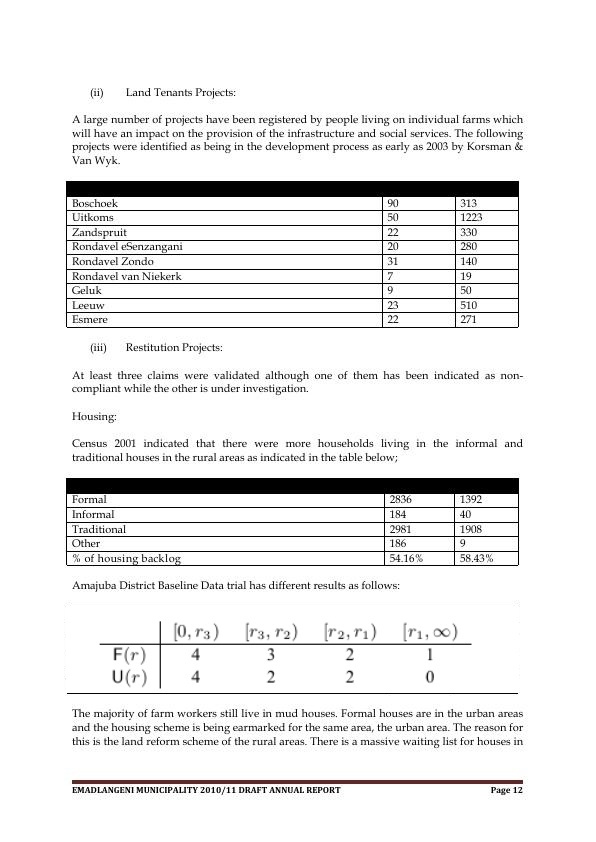 (ii) Land Tenants Projects:
A large number of projects have been registered by people living on individual farms which
will have an impact on the provision of the infrastructure and social services. The following
projects were identified as being in the development process as early as 2003 by Korsman &
Van Wyk.
Boschoek 90 313
Uitkoms 50 1223
Zandspruit 22 330
Rondavel eSenzangani 20 280
Rondavel Zondo 31 140
Rondavel van Niekerk 7 19
Geluk 9 50
Leeuw 23 510
Esmere 22 271
(iii) Restitution Projects:
At least three claims were validated although one of them has been indicated as non-
compliant while the other is under investigation.
Housing:
Census 2001 indicated that there were more households living in the informal and
traditional houses in the rural areas as indicated in the table below;
Formal 2836 1392
Informal 184 40
Traditional 2981 1908
Other 186 9
% of housing backlog 54.16% 58.43%
Amajuba District Baseline Data trial has different results as follows:
[0, r3) [r3, r2) [r2, r1) [r1, ∞)
F(r) 4 3 2 1
U(r) 4 2 2 0
The majority of farm workers still live in mud houses. Formal houses are in the urban areas
and the housing scheme is being earmarked for the same area, the urban area. The reason for
this is the land reform scheme of the rural areas. There is a massive waiting list for houses in
EMADLANGENI MUNICIPALITY 2010/11 DRAFT ANNUAL REPORT Page 12